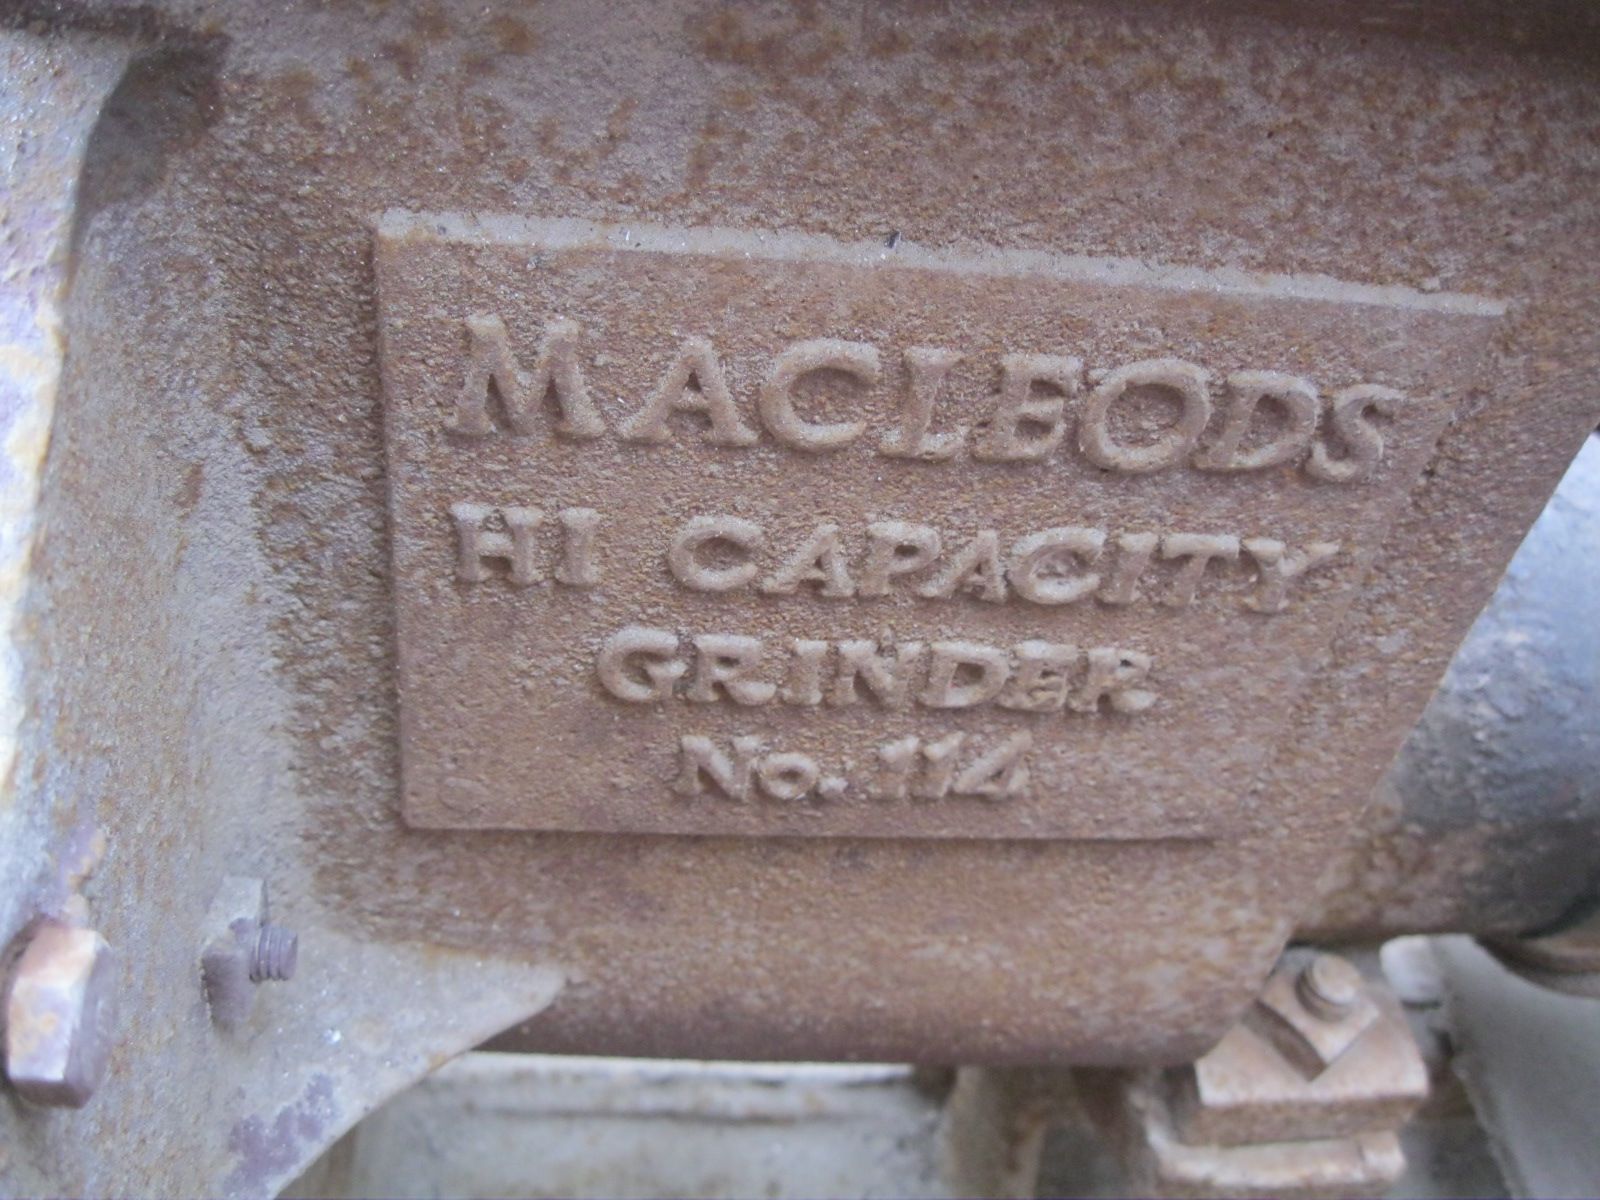 MACLEODS
HI CAPACITY
GRINDER
No. 114